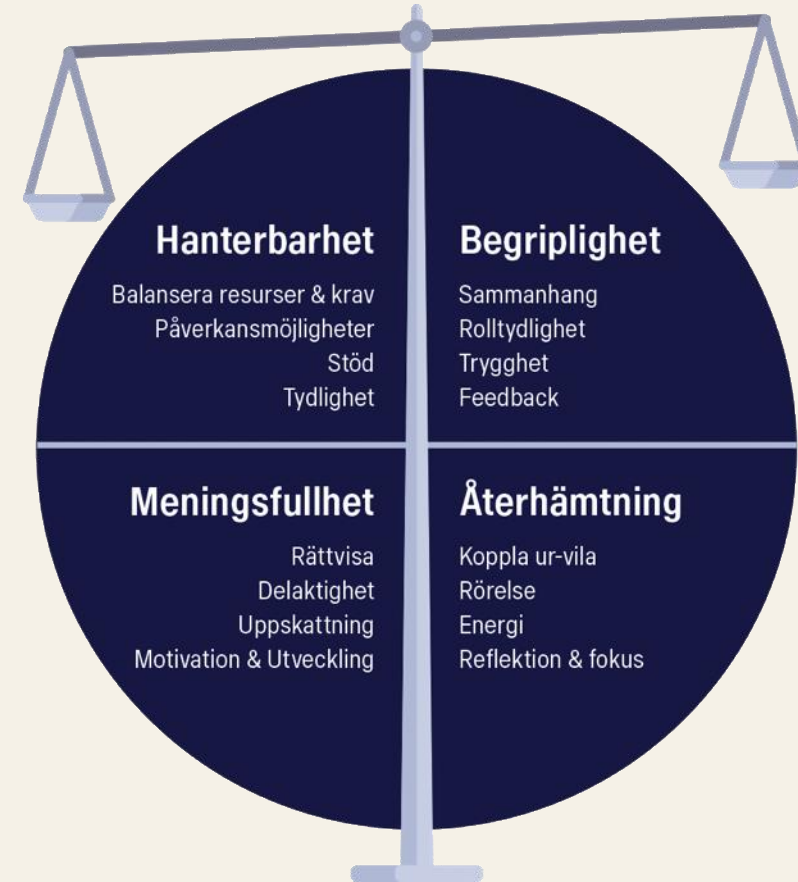 Hanterbarhet
Balansera resurser & krav
Påverkansmöjligheter
Stöd
Tydlighet
Begriplighet
Sammanhang
Rolltydlighet
Trygghet
Feedback
Meningsfullhet
Rättvisa
Delaktighet
Uppskattning
Motivation & Utveckling
Återhämtning
Koppla ur-vila
Rörelse
Energi
Reflektion & fokus